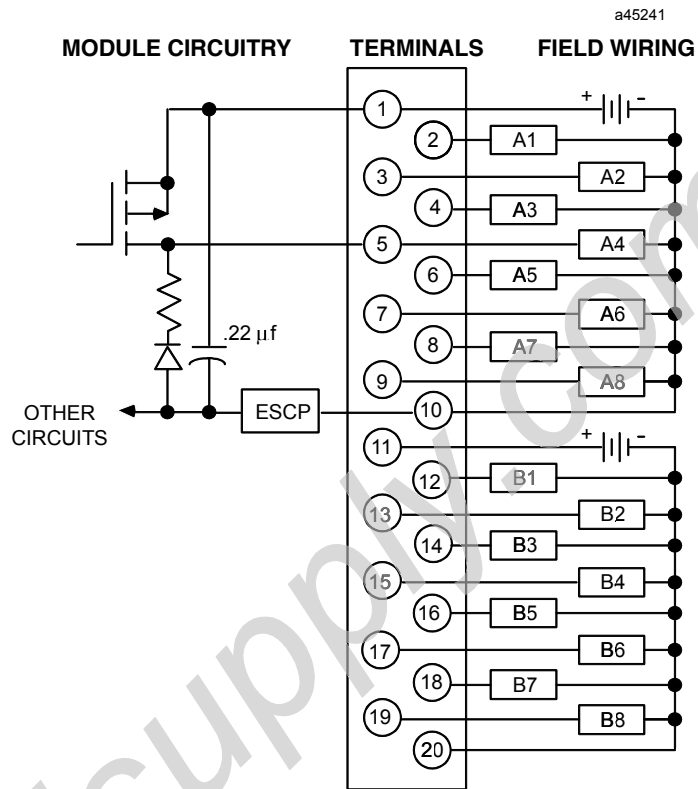 a45241
MODULE CIRCUITRY TERMINALS FIELD WIRING
1 + -
2 A1
3 A2
4 A3
5 A4
6 A5
7 A6
.22 µf
8 A7
9 A8
OTHER CIRCUITS
ESCP
10
11 + -
12 B1
13 B2
14 B3
15 B4
16 B5
17 B6
18 B7
19 B8
20